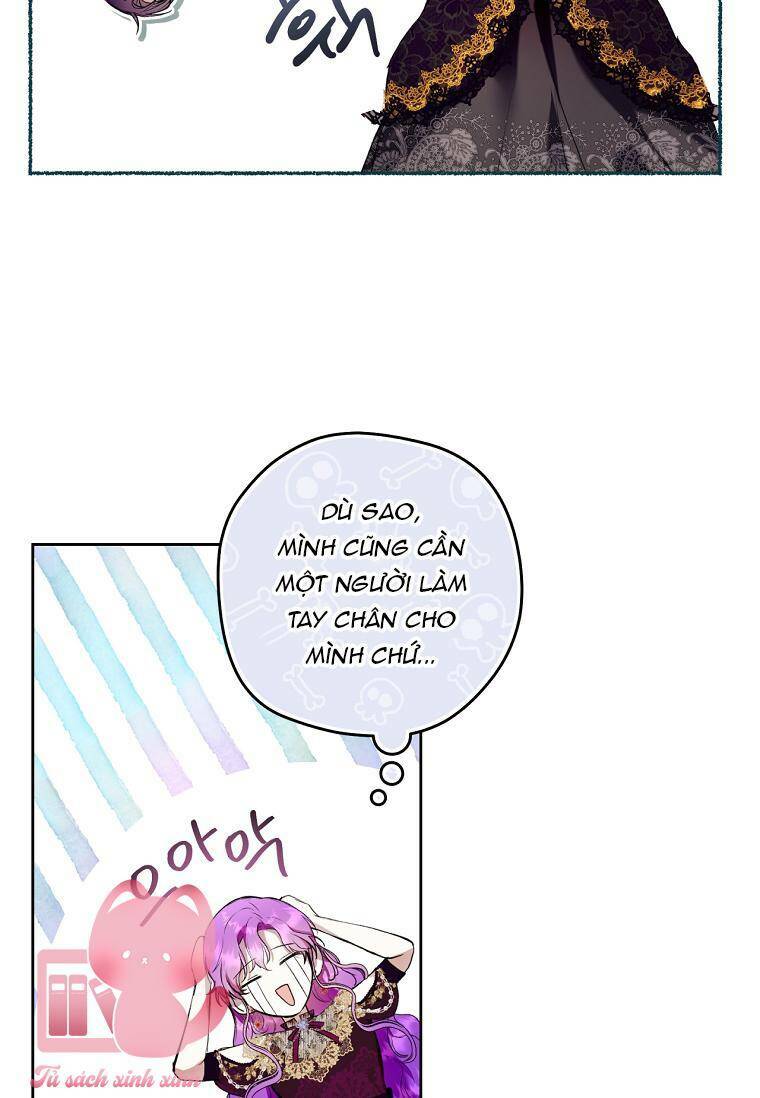 DÙ SAO,
MÌNH CŨNG CẦN
MỘT NGƯỜI LÀM
TAY CHÂN CHO
MÌNH CHỨ...
으아악
Tủ sách xinh xinh